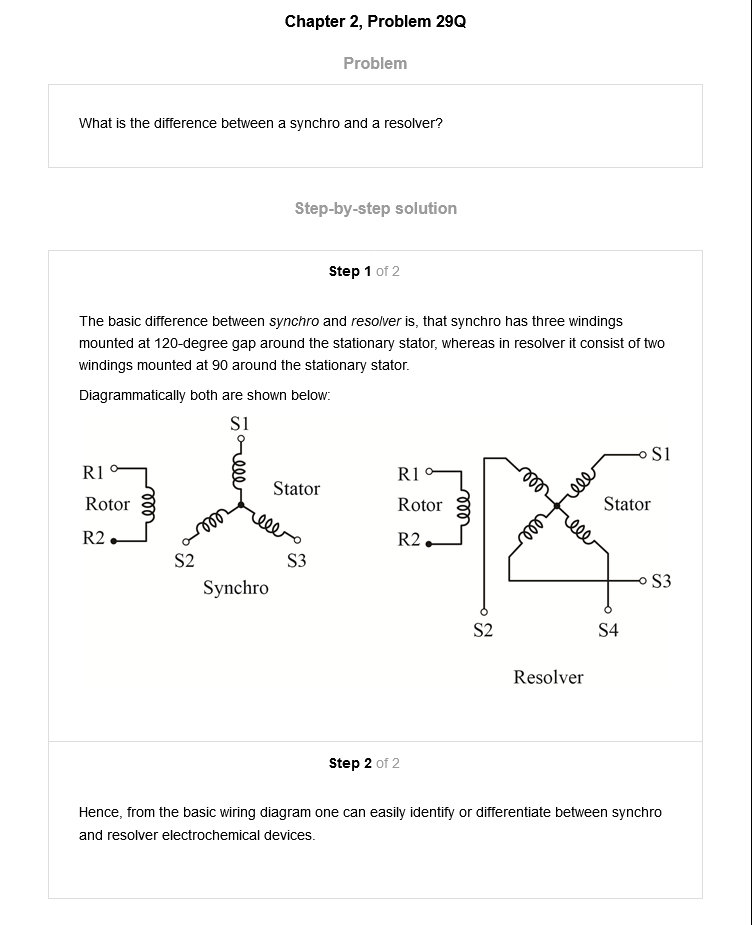 Chapter 2, Problem 29Q
Problem
What is the difference between a synchro and a resolver?
Step-by-step solution
Step 1 of 2
The basic difference between synchro and resolver is, that synchro has three windings
mounted at 120-degree gap around the stationary stator, whereas in resolver it consist of two
windings mounted at 90 around the stationary stator.
Diagrammatically both are shown below:
S1
R1
Rotor
R2
Stator
S2
S3
Synchro
R1
Rotor
R2
S1
Stator
S3
S2
S4
Resolver
Step 2 of 2
Hence, from the basic wiring diagram one can easily identify or differentiate between synchro
and resolver electrochemical devices.